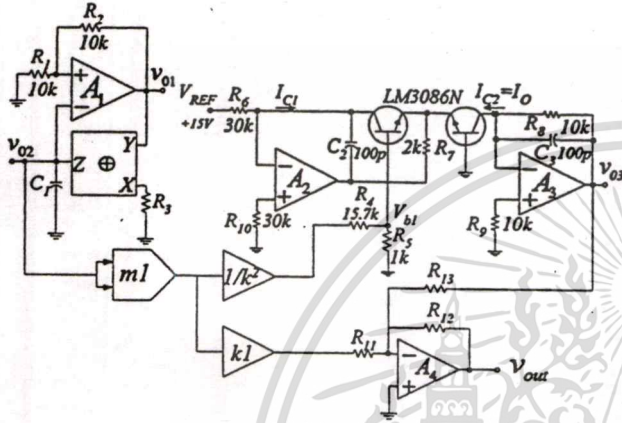 R2
10k
R1
10k
+
A1
−
v01
v02
Z
⊕
Y
X
C1
R3
VREF
+15V
R6
30k
IC1
LM3086N
IC2=Io
C2
100p
2k
R7
R8
10k
C3
100p
−
A2
+
R10
30k
R4
15.7k
Vb1
R5
1k
−
A3
+
R9
10k
v03
m1
1/k²
k1
R13
R12
R11
−
A4
+
vout